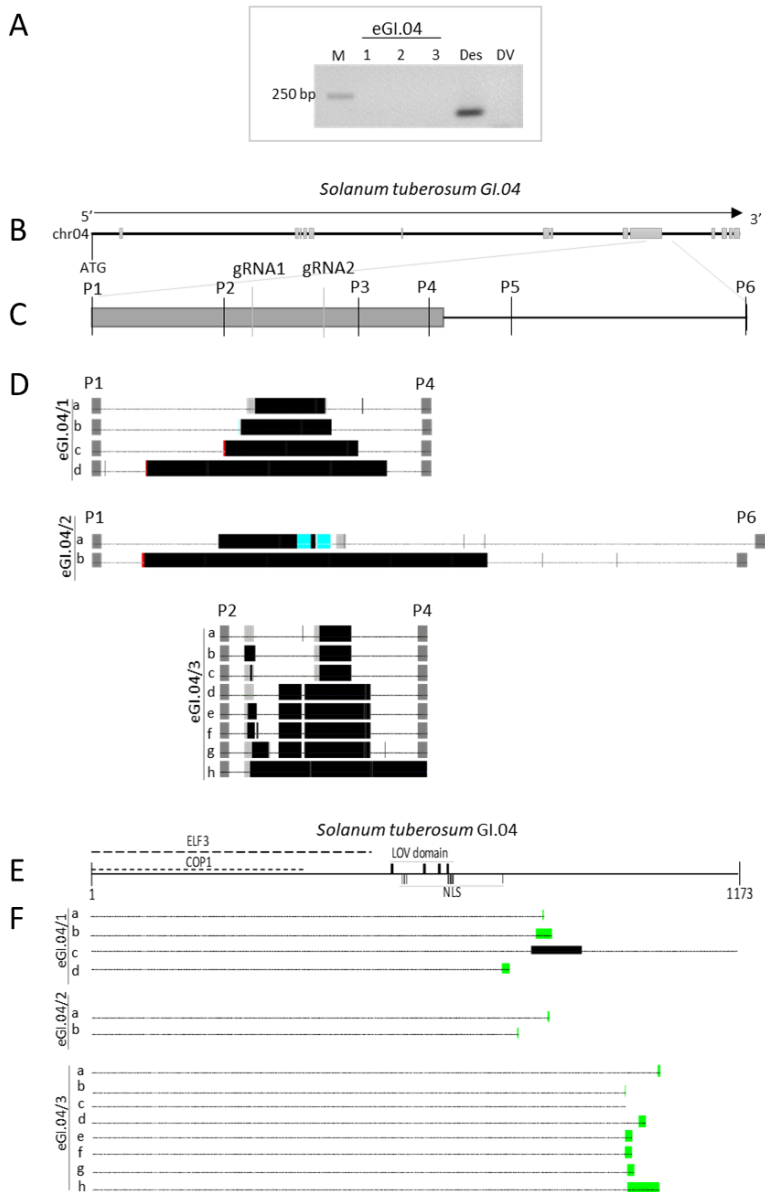 A
eGI.04
M 1 2 3 Des DV
250 bp
Solanum tuberosum GI.04
5’ 3’
B chr04
ATG
gRNA1 gRNA2
P1 P2 P3 P4 P5 P6
C
D
P1 P4
eGI.04/1
a
b
c
d
P1 P6
eGI.04/2
a
b
P2 P4
eGI.04/3
a
b
c
d
e
f
g
h
Solanum tuberosum GI.04
ELF3
LOV domain
COP1
E
NLS
1 1173
F
eGI.04/1
a
b
c
d
eGI.04/2
a
b
eGI.04/3
a
b
c
d
e
f
g
h